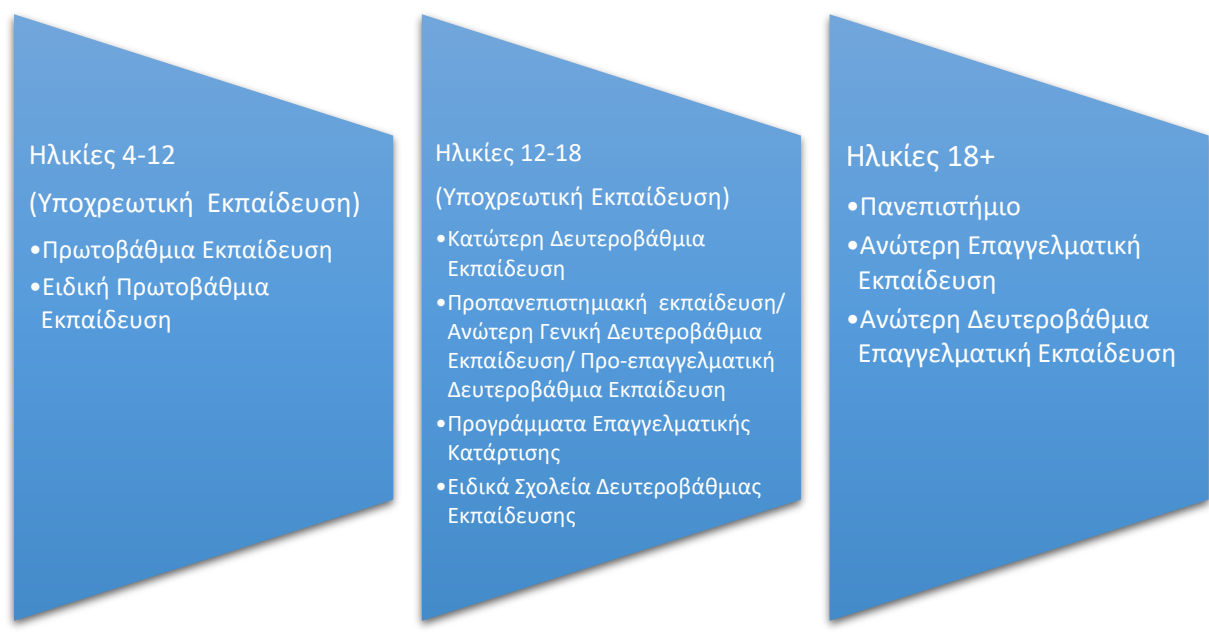 Ηλικίες 4-12
(Υποχρεωτική Εκπαίδευση)
•Πρωτοβάθμια Εκπαίδευση
•Ειδική Πρωτοβάθμια
Εκπαίδευση
Ηλικίες 12-18
(Υποχρεωτική Εκπαίδευση)
•Κατώτερη Δευτεροβάθμια
Εκπαίδευση
•Προπανεπιστημιακή εκπαίδευση/
Ανώτερη Γενική Δευτεροβάθμια
Εκπαίδευση/ Προ-επαγγελματική
Δευτεροβάθμια Εκπαίδευση
•Προγράμματα Επαγγελματικής
Κατάρτισης
•Ειδικά Σχολεία Δευτεροβάθμιας
Εκπαίδευσης
Ηλικίες 18+
•Πανεπιστήμιο
•Ανώτερη Επαγγελματική
Εκπαίδευση
•Ανώτερη Δευτεροβάθμια
Επαγγελματική Εκπαίδευση